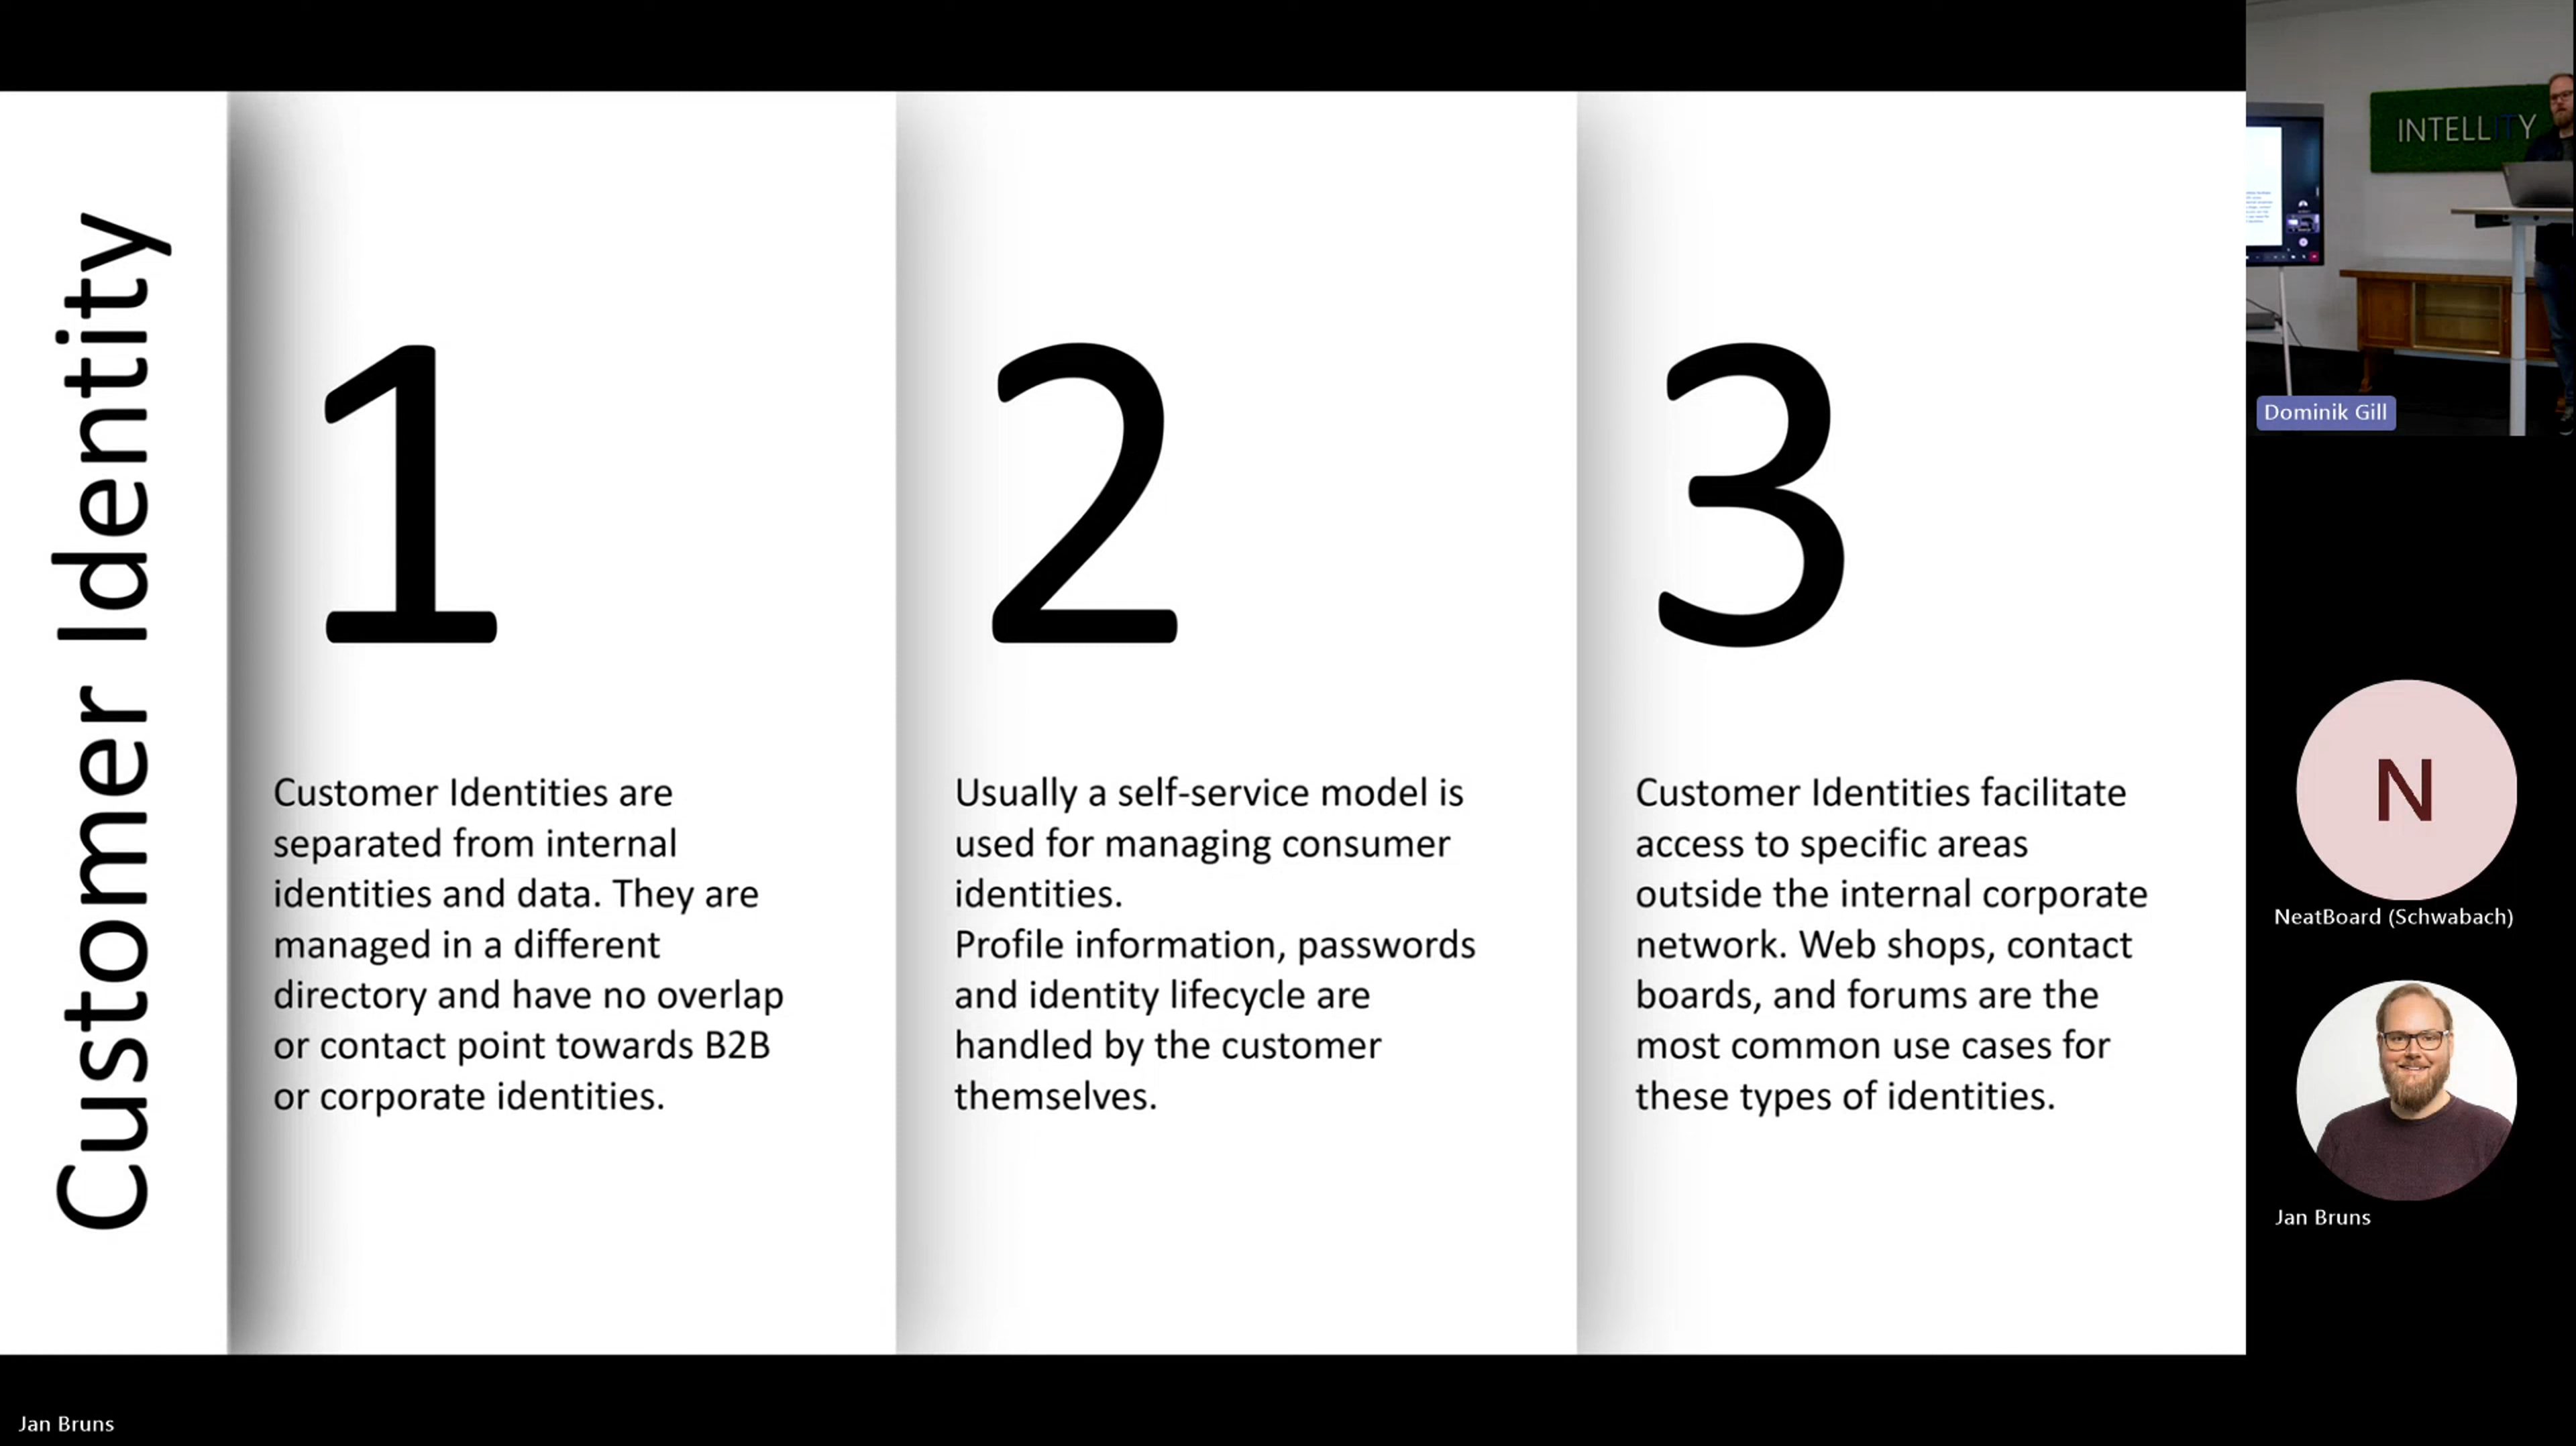 Customer Identity
1
Customer Identities are
separated from internal
identities and data. They are
managed in a different
directory and have no overlap
or contact point towards B2B
or corporate identities.
2
Usually a self-service model is
used for managing consumer
identities.
Profile information, passwords
and identity lifecycle are
handled by the customer
themselves.
3
Customer Identities facilitate
access to specific areas
outside the internal corporate
network. Web shops, contact
boards, and forums are the
most common use cases for
these types of identities.
INTELLITY
Dominik Gill
N
NeatBoard (Schwabach)
Jan Bruns
Jan Bruns